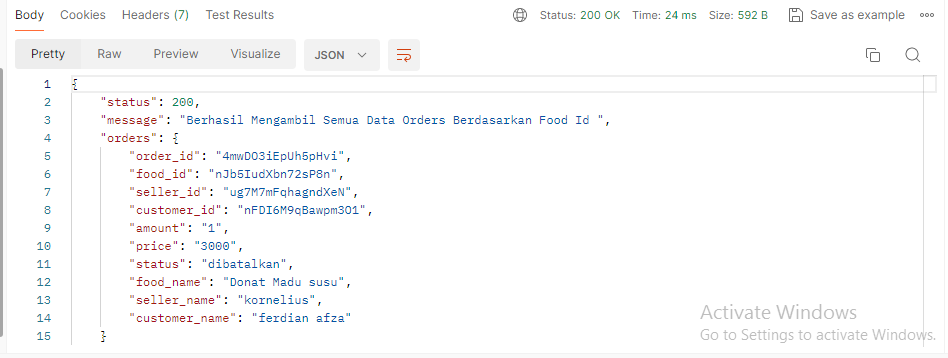 Body Cookies Headers (7) Test Results Status: 200 OK Time: 24 ms Size: 592 B Save as example
Pretty Raw Preview Visualize JSON
1 {
2 "status": 200,
3 "message": "Berhasil Mengambil Semua Data Orders Berdasarkan Food Id ",
4 "orders": {
5 "order_id": "4mwDO3iEpUh5pHvi",
6 "food_id": "nJb5IudXbn72sP8n",
7 "seller_id": "ug7M7mFqhagndXeN",
8 "customer_id": "nFDI6M9qBawpm3O1",
9 "amount": "1",
10 "price": "3000",
11 "status": "dibatalkan",
12 "food_name": "Donat Madu susu",
13 "seller_name": "kornelius",
14 "customer_name": "ferdian afza"
15 }
Activate Windows
Go to Settings to activate Windows.